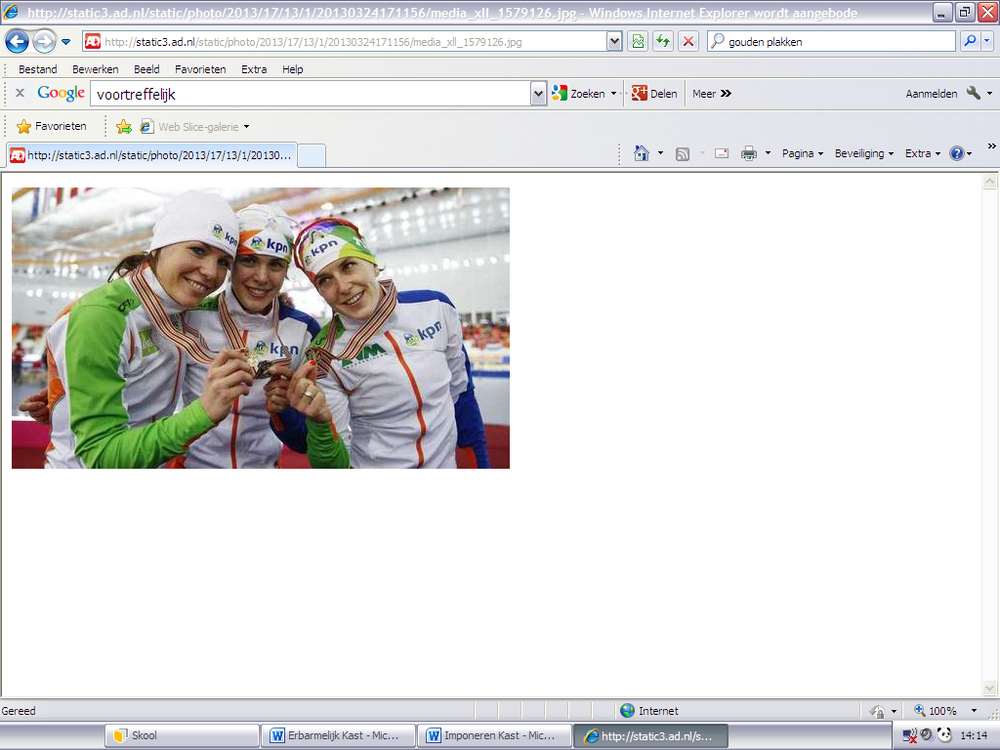 http://static3.ad.nl/static/photo/2013/17/13/1/20130324171156/media_xll_1579126.jpg - Windows Internet Explorer wordt aangebode
http://static3.ad.nl/static/photo/2013/17/13/1/20130324171156/media_xll_1579126.jpg
gouden plakken
Bestand Bewerken Beeld Favorieten Extra Help
x Google voortreffelijk Zoeken Delen Meer » Aanmelden
Favorieten Web Slice-galerie
http://static3.ad.nl/static/photo/2013/17/13/1/20130... Pagina Beveiliging Extra
kpn
kpn
kpn
kpn
kpn
Gereed Internet 100%
Skool Erbarmelijk Kast - Mic... Imponeren Kast - Mic... http://static3.ad.nl/s... 14:14